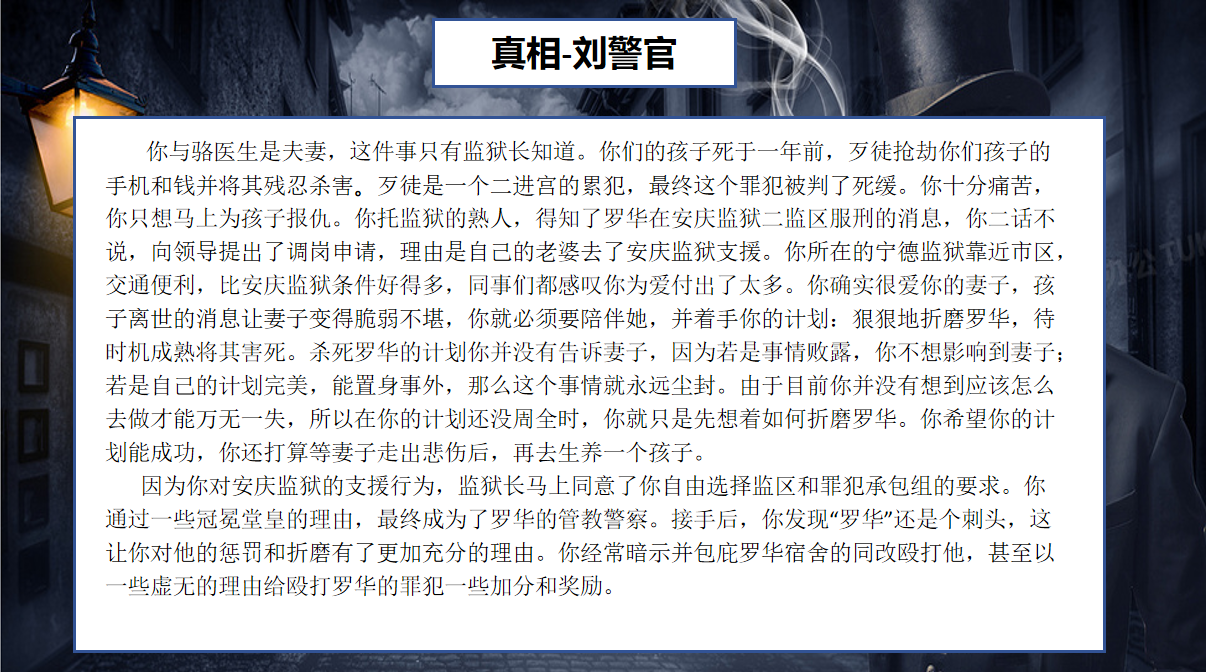 真相-刘警官
你与骆医生是夫妻，这件事只有监狱长知道。你们的孩子死于一年前，歹徒抢劫你们孩子的
手机和钱并将其残忍杀害。歹徒是一个二进宫的累犯，最终这个罪犯被判了死缓。你十分痛苦，
你只想马上为孩子报仇。你托监狱的熟人，得知了罗华在安庆监狱二监区服刑的消息，你二话不
说，向领导提出了调岗申请，理由是自己的老婆去了安庆监狱支援。你所在的宁德监狱靠近市区，
交通便利，比安庆监狱条件好得多，同事们都感叹你为爱付出了太多。你确实很爱你的妻子，孩
子离世的消息让妻子变得脆弱不堪，你就必须要陪伴她，并着手你的计划：狠狠地折磨罗华，待
时机成熟将其害死。杀死罗华的计划你并没有告诉妻子，因为若是事情败露，你不想影响到妻子；
若是自己的计划完美，能置身事外，那么这个事情就永远尘封。由于目前你并没有想到应该怎么
去做才能万无一失，所以在你的计划还没周全时，你就只是先想着如何折磨罗华。你希望你的计
划能成功，你还打算等妻子走出悲伤后，再去生养一个孩子。
因为你对安庆监狱的支援行为，监狱长马上同意了你自由选择监区和罪犯承包组的要求。你
通过一些冠冕堂皇的理由，最终成为了罗华的管教警察。接手后，你发现“罗华”还是个刺头，这
让你对他的惩罚和折磨有了更加充分的理由。你经常暗示并包庇罗华宿舍的同改殴打他，甚至以
一些虚无的理由给殴打罗华的罪犯一些加分和奖励。